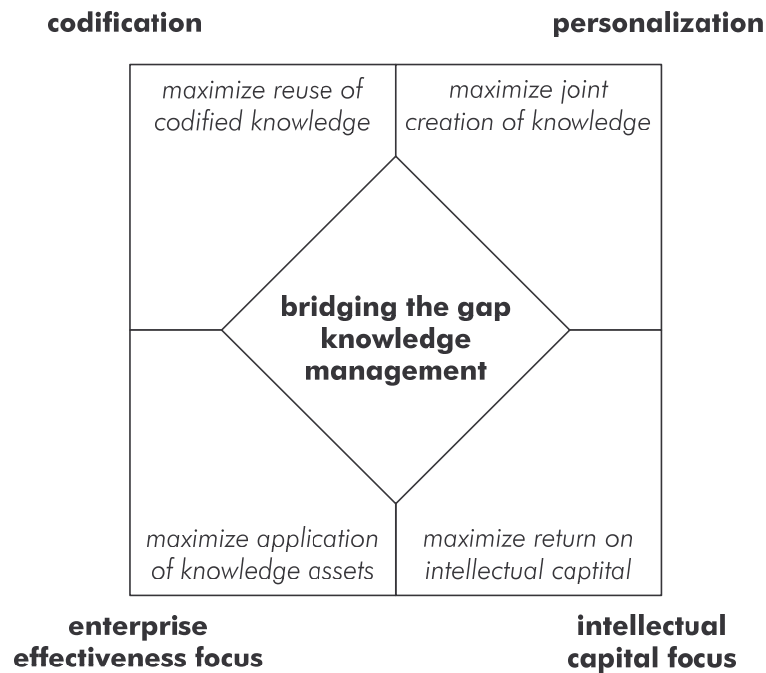 codification
personalization
maximize reuse of
codified knowledge
maximize joint
creation of knowledge
bridging the gap
knowledge
management
maximize application
of knowledge assets
maximize return on
intellectual captital
enterprise
effectiveness focus
intellectual
capital focus